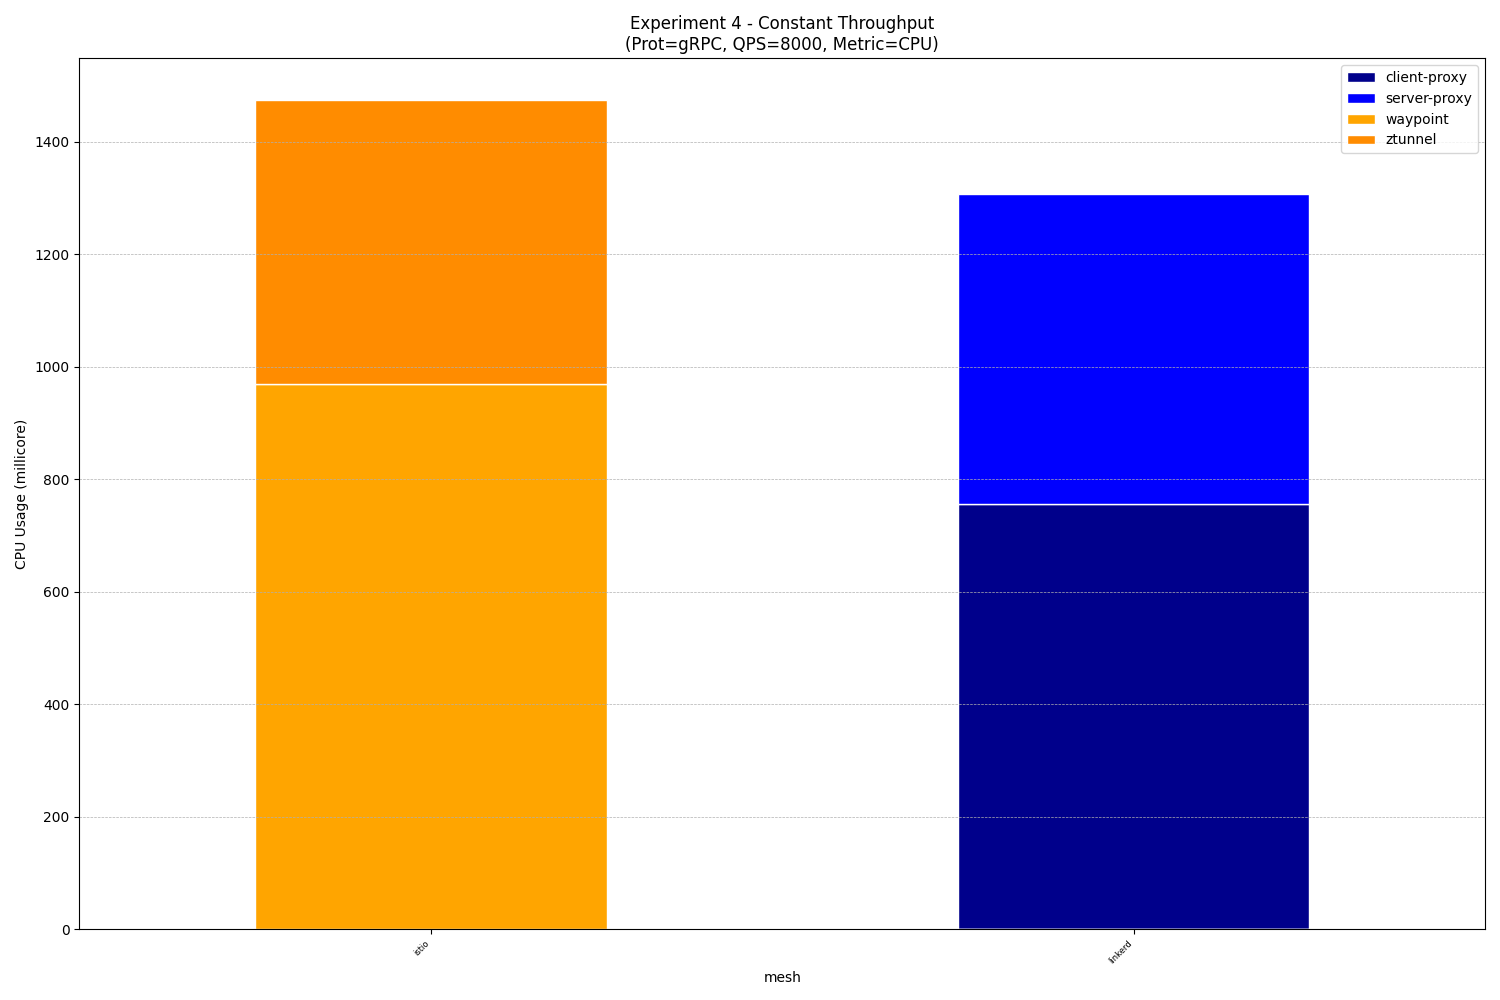 Experiment 4 - Constant Throughput
(Prot=gRPC, QPS=8000, Metric=CPU)
client-proxy
server-proxy
waypoint
ztunnel
CPU Usage (millicore)
1400
1200
1000
800
600
400
200
0
istio
linkerd
mesh